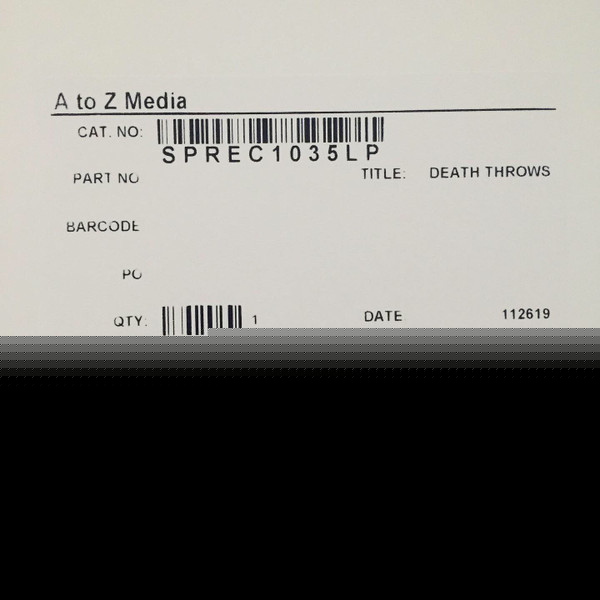 A to Z Media
CAT. NO:
SPREC1035LP
PART NO
TITLE: DEATH THROWS
BARCODE
PO
QTY: 1 DATE 112619